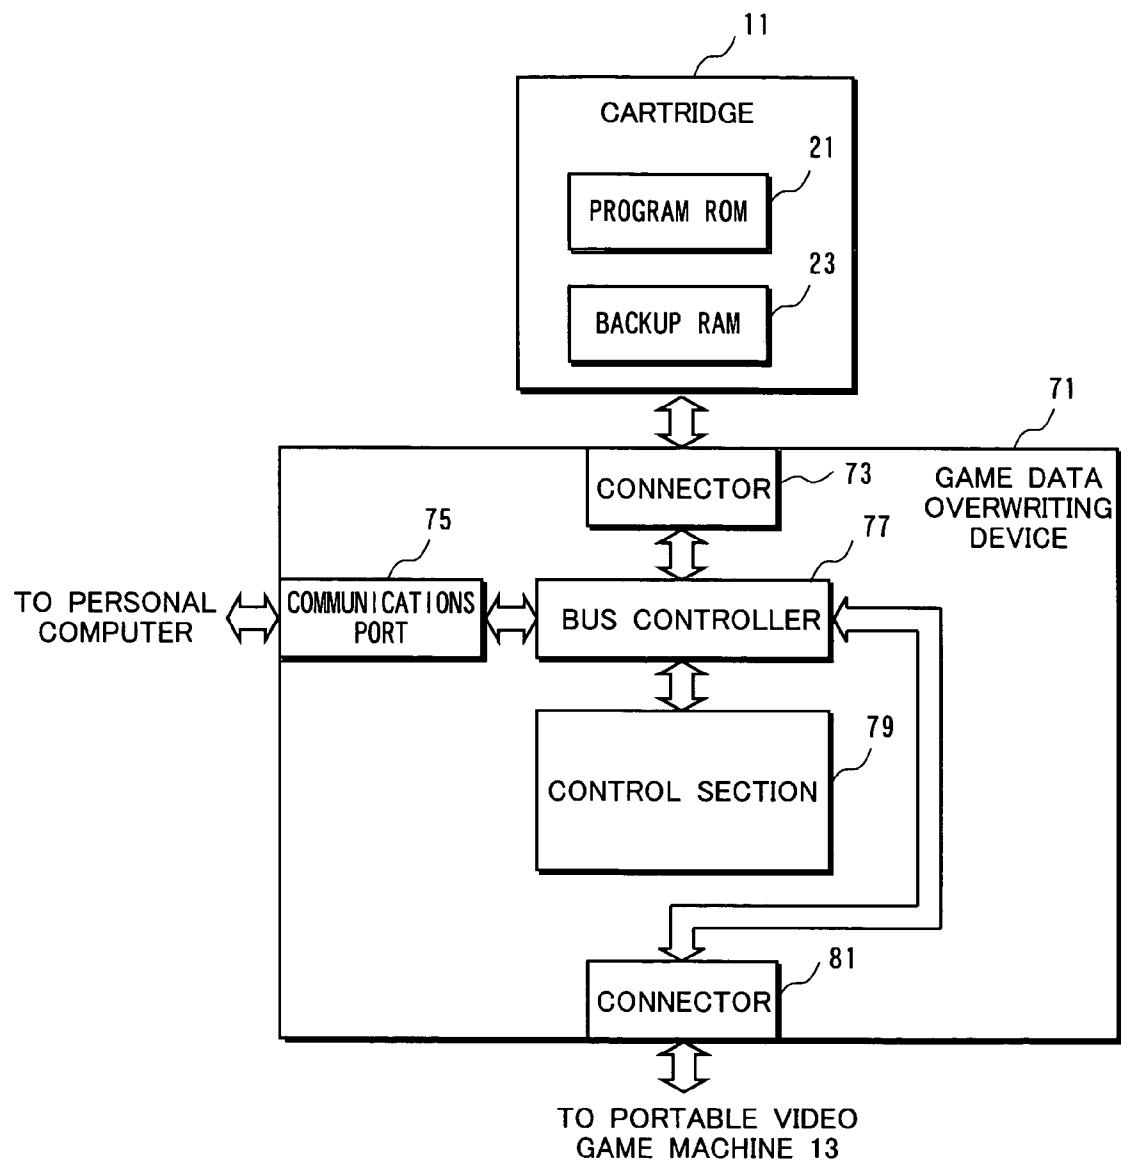 11
CARTRIDGE
21
PROGRAM ROM
23
BACKUP RAM
71
GAME DATA
OVERWRITING
DEVICE
73
CONNECTOR
75
77
TO PERSONAL
COMPUTER
COMMUNICATIONS
PORT
BUS CONTROLLER
79
CONTROL SECTION
81
CONNECTOR
TO PORTABLE VIDEO
GAME MACHINE 13